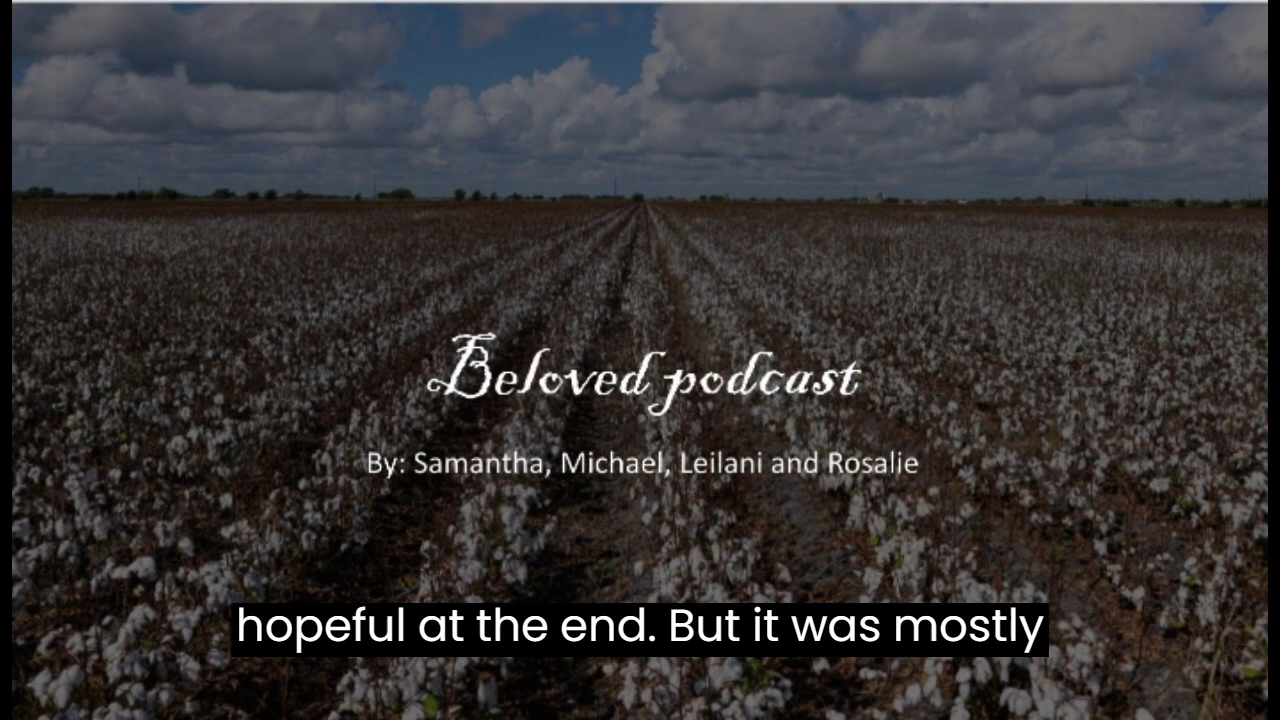 Beloved podcast
By: Samantha, Michael, Leilani and Rosalie
hopeful at the end. But it was mostly